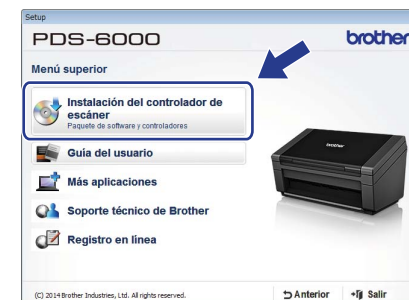 Setup
PDS-6000
brother
Menú superior
Instalación del controlador de
escáner
Paquete de software y controladores
Guía del usuario
Más aplicaciones
Soporte técnico de Brother
Registro en línea
brother
(C) 2014 Brother Industries, Ltd. All rights reserved.
Anterior
Salir